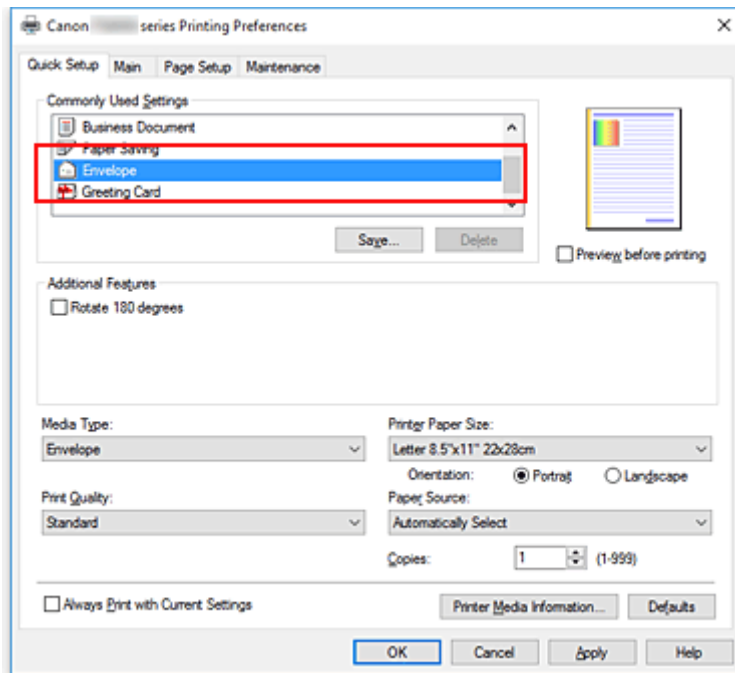 Canon series Printing Preferences
Quick Setup Main Page Setup Maintenance
Commonly Used Settings
Business Document
Paper Saving
Envelope
Greeting Card
Save... Delete
Preview before printing
Additional Features
Rotate 180 degrees
Media Type: Printer Paper Size:
Envelope Letter 8.5"x11" 22x28cm
Orientation: Portrait Landscape
Print Quality: Paper Source:
Standard Automatically Select
Copies: 1 (1-999)
Always Print with Current Settings Printer Media Information... Defaults
OK Cancel Apply Help